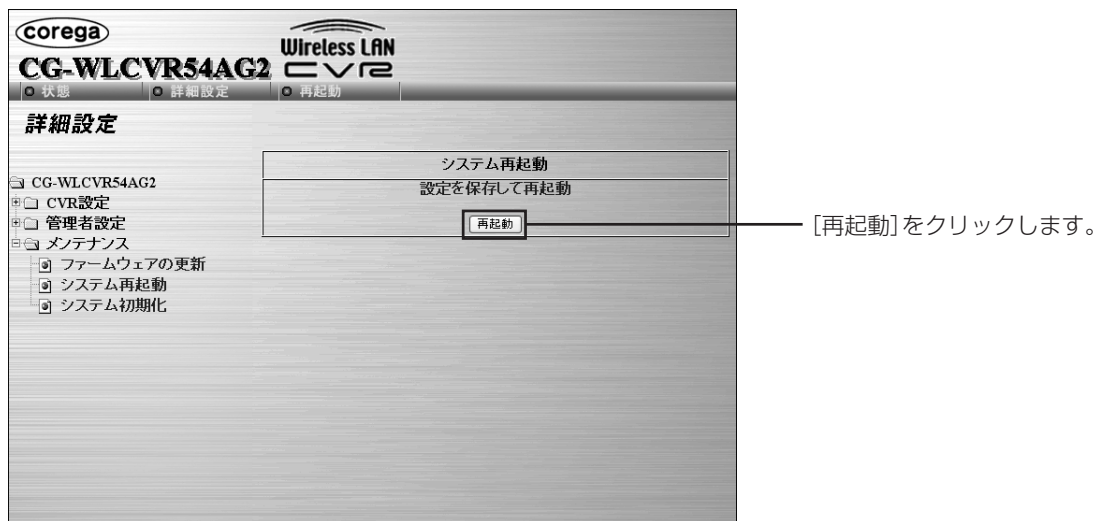 corega
Wireless LAN
CVR
CG-WLCVR54AG2
状態
詳細設定
再起動
詳細設定
CG-WLCVR54AG2
CVR設定
管理者設定
メンテナンス
ファームウェアの更新
システム再起動
システム初期化
システム再起動
設定を保存して再起動
再起動
[再起動]をクリックします。